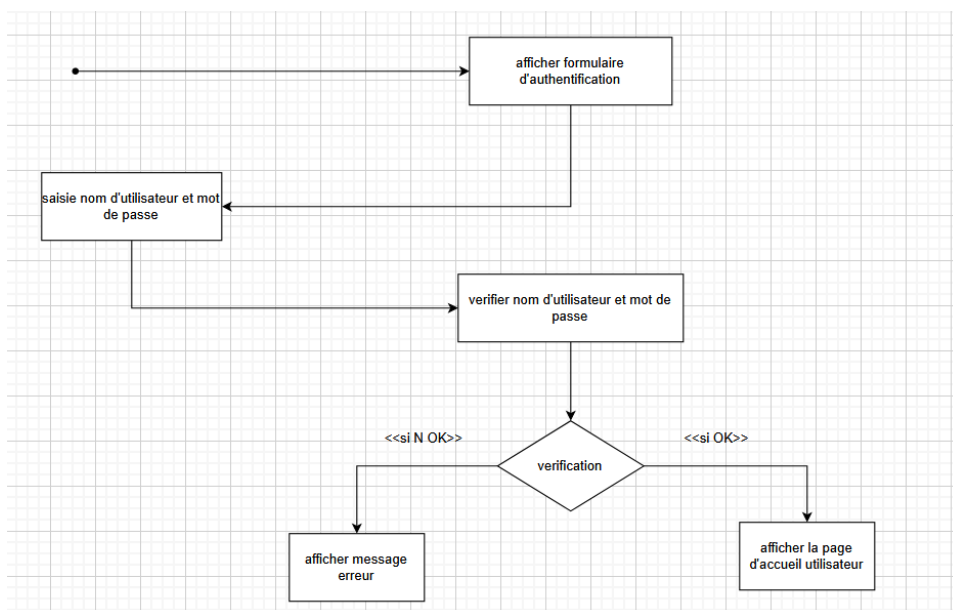 afficher formulaire
d'authentification
saisie nom d'utilisateur et mot
de passe
verifier nom d'utilisateur et mot de
passe
<<si N OK>>
<<si OK>>
verification
afficher message
erreur
afficher la page
d'accueil utilisateur